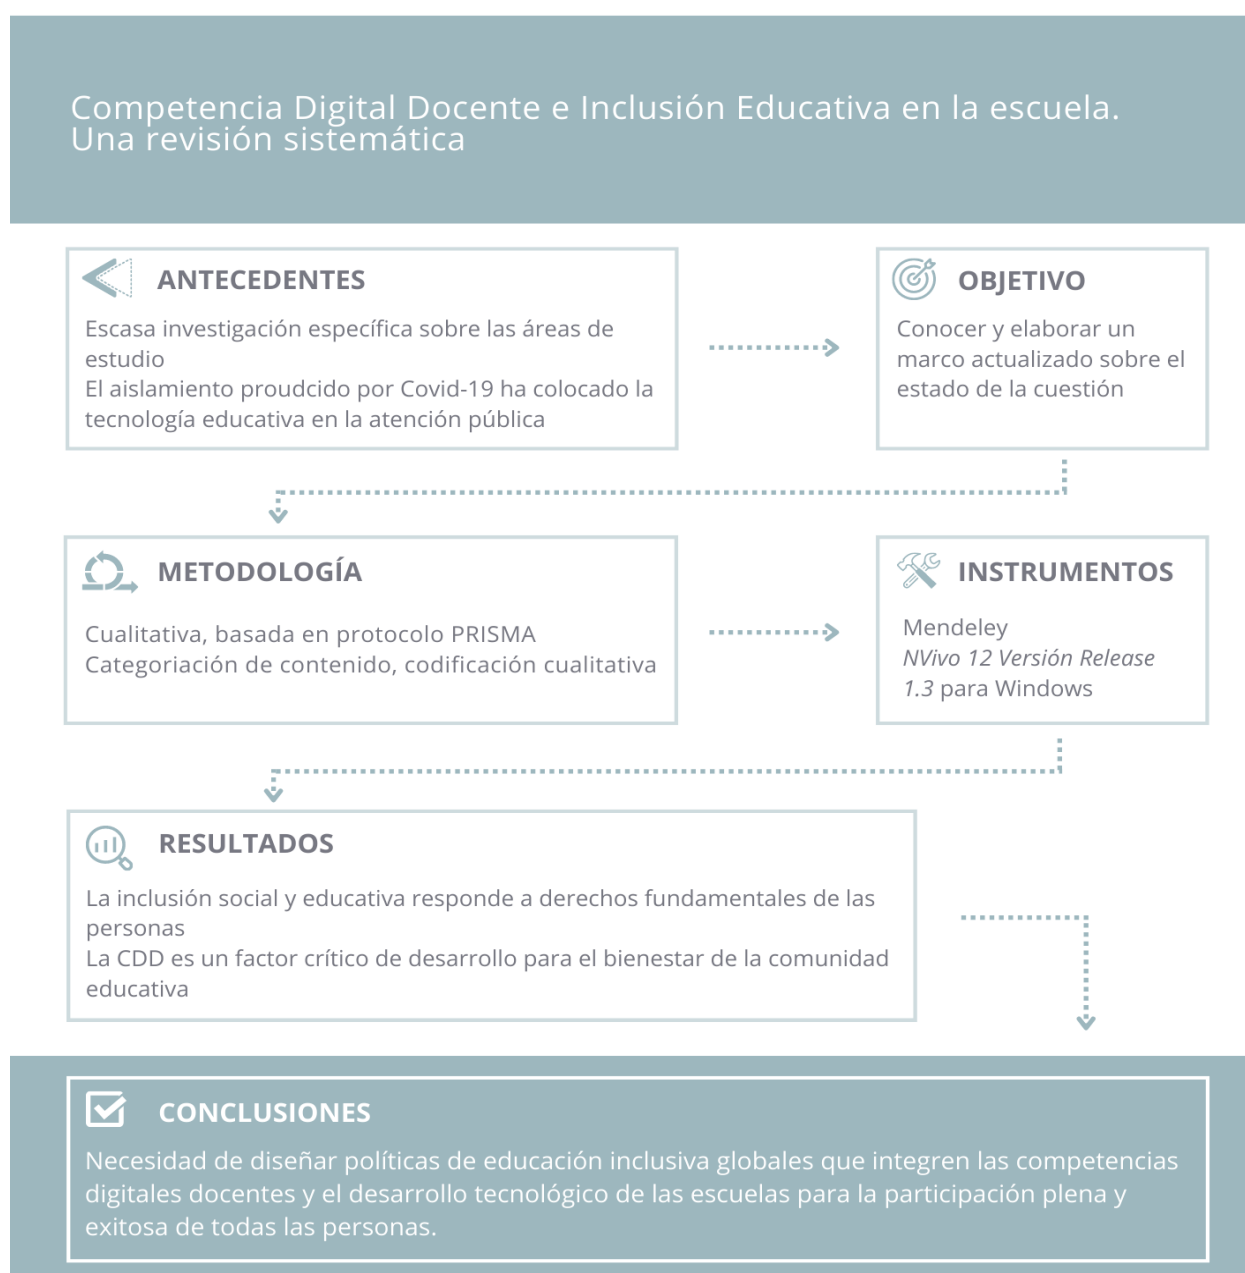 Competencia Digital Docente e Inclusión Educativa en la escuela.
Una revisión sistemática
ANTECEDENTES
Escasa investigación específica sobre las áreas de
estudio
El aislamiento proudcido por Covid-19 ha colocado la
tecnología educativa en la atención pública
OBJETIVO
Conocer y elaborar un
marco actualizado sobre el
estado de la cuestión
METODOLOGÍA
Cualitativa, basada en protocolo PRISMA
Categoriación de contenido, codificación cualitativa
INSTRUMENTOS
Mendeley
NVivo 12 Versión Release
1.3 para Windows
RESULTADOS
La inclusión social y educativa responde a derechos fundamentales de las
personas
La CDD es un factor crítico de desarrollo para el bienestar de la comunidad
educativa
CONCLUSIONES
Necesidad de diseñar políticas de educación inclusiva globales que integren las competencias
digitales docentes y el desarrollo tecnológico de las escuelas para la participación plena y
exitosa de todas las personas.